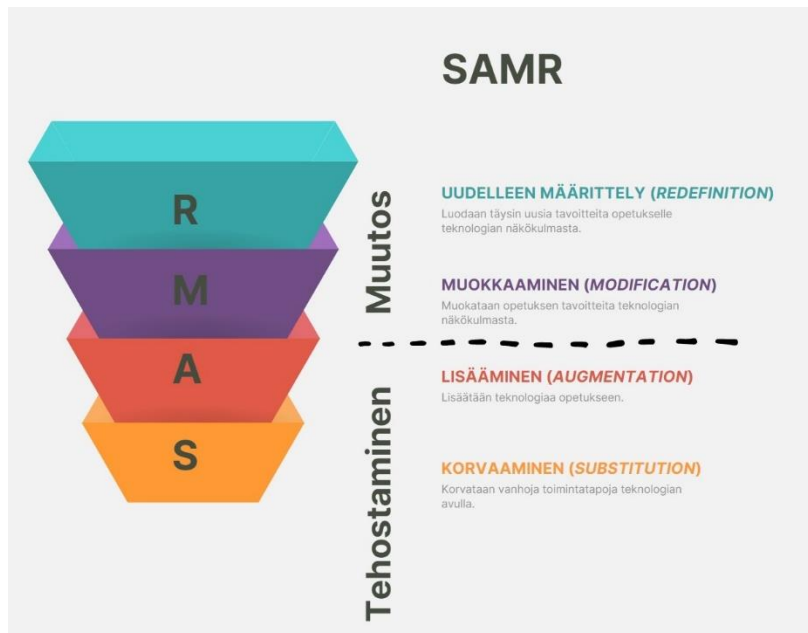 SAMR
R
M
A
S
Muutos
Tehostaminen
UUDELLEEN MÄÄRITTELY (REDEFINITION)
Luodaan täysin uusia tavoitteita opetukselle
teknologian näkökulmasta.
MUOKKAAMINEN (MODIFICATION)
Muokataan opetuksen tavoitteita teknologian
näkökulmasta.
LISÄÄMINEN (AUGMENTATION)
Lisäätään teknologiaa opetukseen.
KORVAAMINEN (SUBSTITUTION)
Korvataan vanhoja toimintatapoja teknologian
avulla.